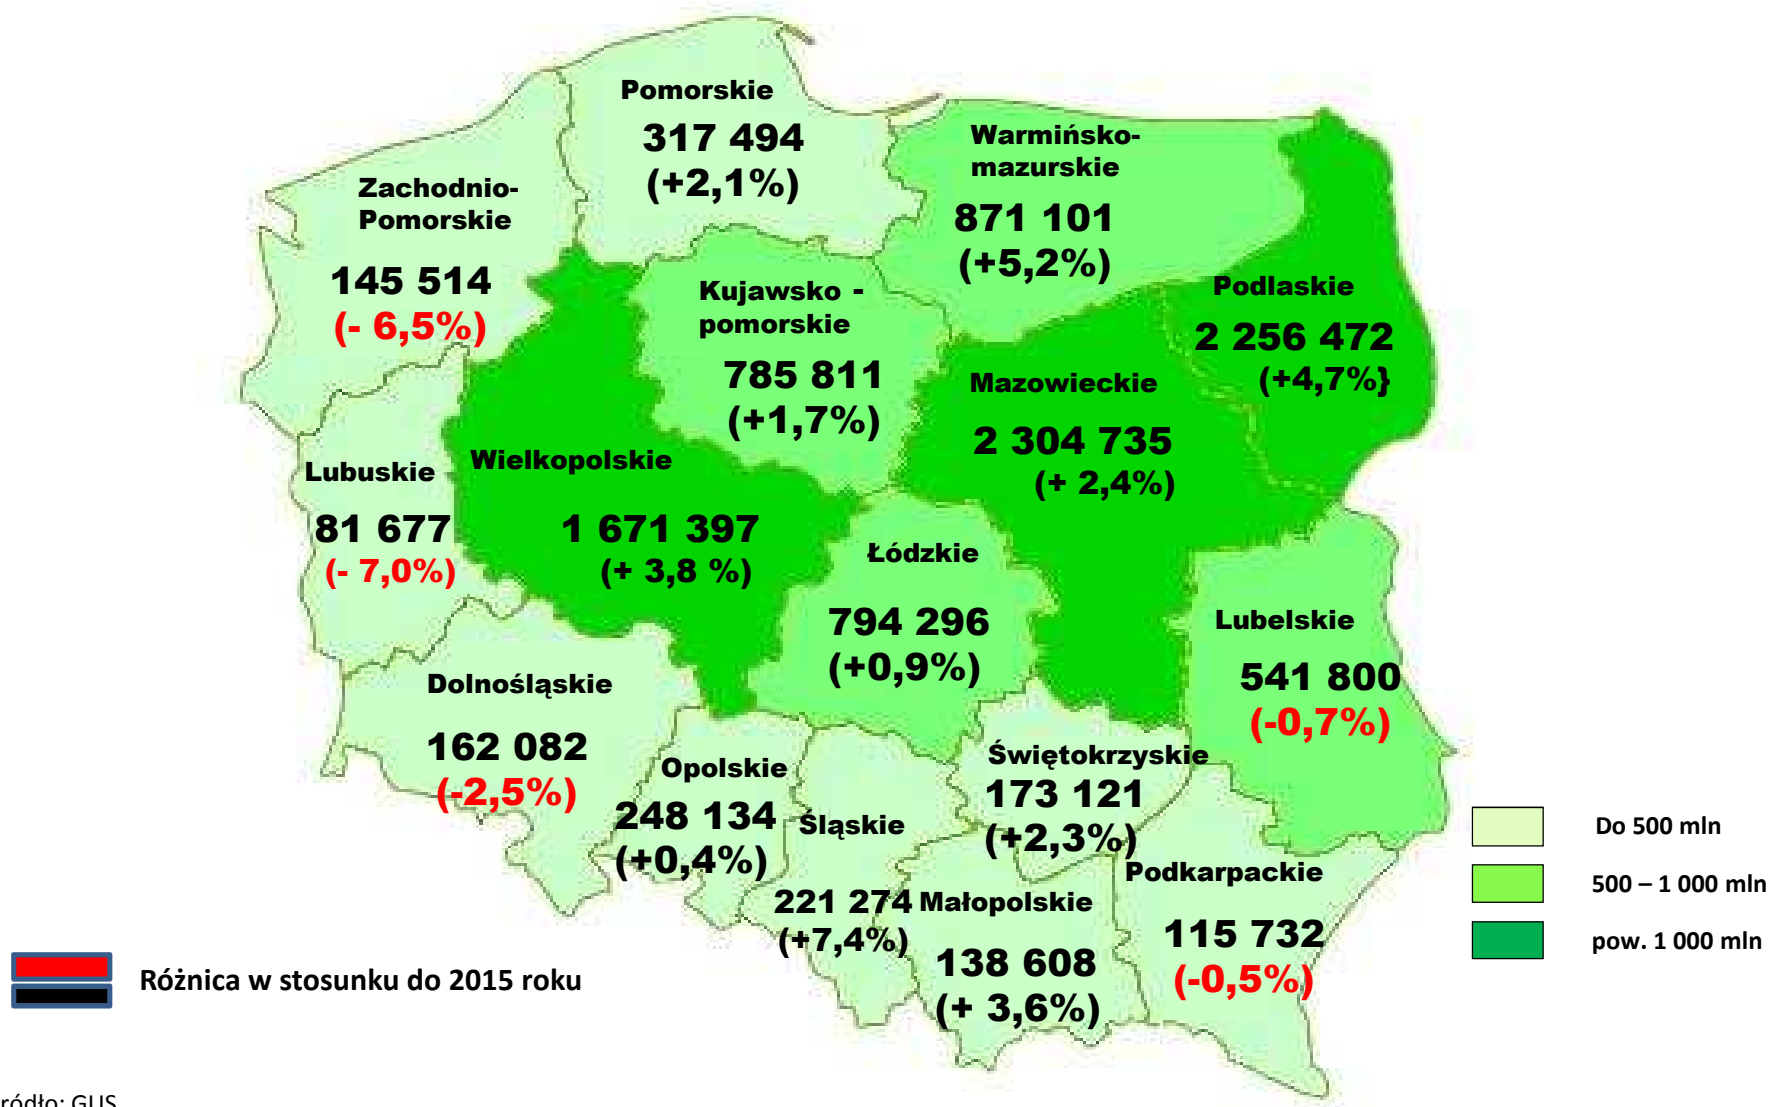 Pomorskie
317 494
(+2,1%)
Warmińsko-
mazurskie
871 101
(+5,2%)
Zachodnio-
Pomorskie
145 514
(- 6,5%)
Kujawsko -
pomorskie
785 811
(+1,7%)
Podlaskie
2 256 472
(+4,7%}
Mazowieckie
2 304 735
(+ 2,4%)
Lubuskie
81 677
(- 7,0%)
Wielkopolskie
1 671 397
(+ 3,8 %)
Łódzkie
794 296
(+0,9%)
Lubelskie
541 800
(-0,7%)
Dolnośląskie
162 082
(-2,5%)
Opolskie
248 134
(+0,4%)
Śląskie
221 274
(+7,4%)
Świętokrzyskie
173 121
(+2,3%)
Małopolskie
138 608
(+ 3,6%)
Podkarpackie
115 732
(-0,5%)
Do 500 mln
500 – 1 000 mln
pow. 1 000 mln
Różnica w stosunku do 2015 roku
ródło: GUS